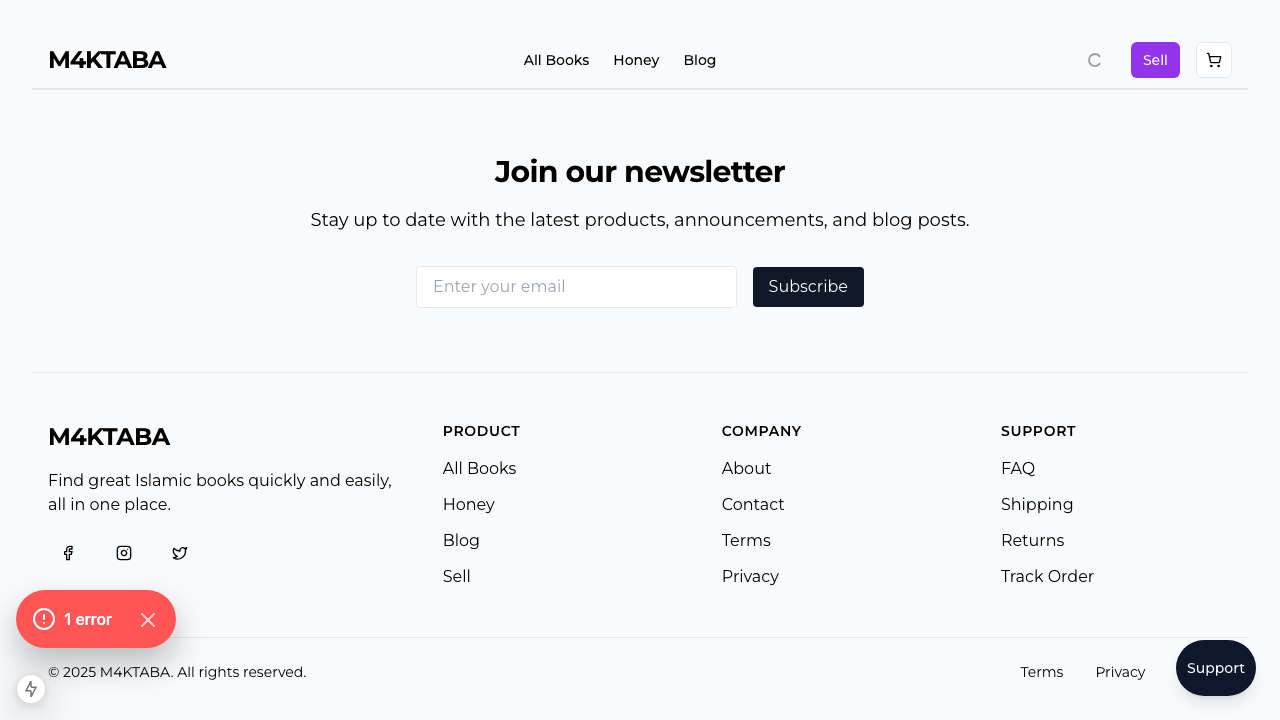 M4KTABA
All Books
Honey
Blog
Sell
Join our newsletter
Stay up to date with the latest products, announcements, and blog posts.
Enter your email
Subscribe
M4KTABA
Find great Islamic books quickly and easily,
all in one place.
PRODUCT
All Books
Honey
Blog
Sell
COMPANY
About
Contact
Terms
Privacy
SUPPORT
FAQ
Shipping
Returns
Track Order
1 error
© 2025 M4KTABA. All rights reserved.
Terms
Privacy
Support